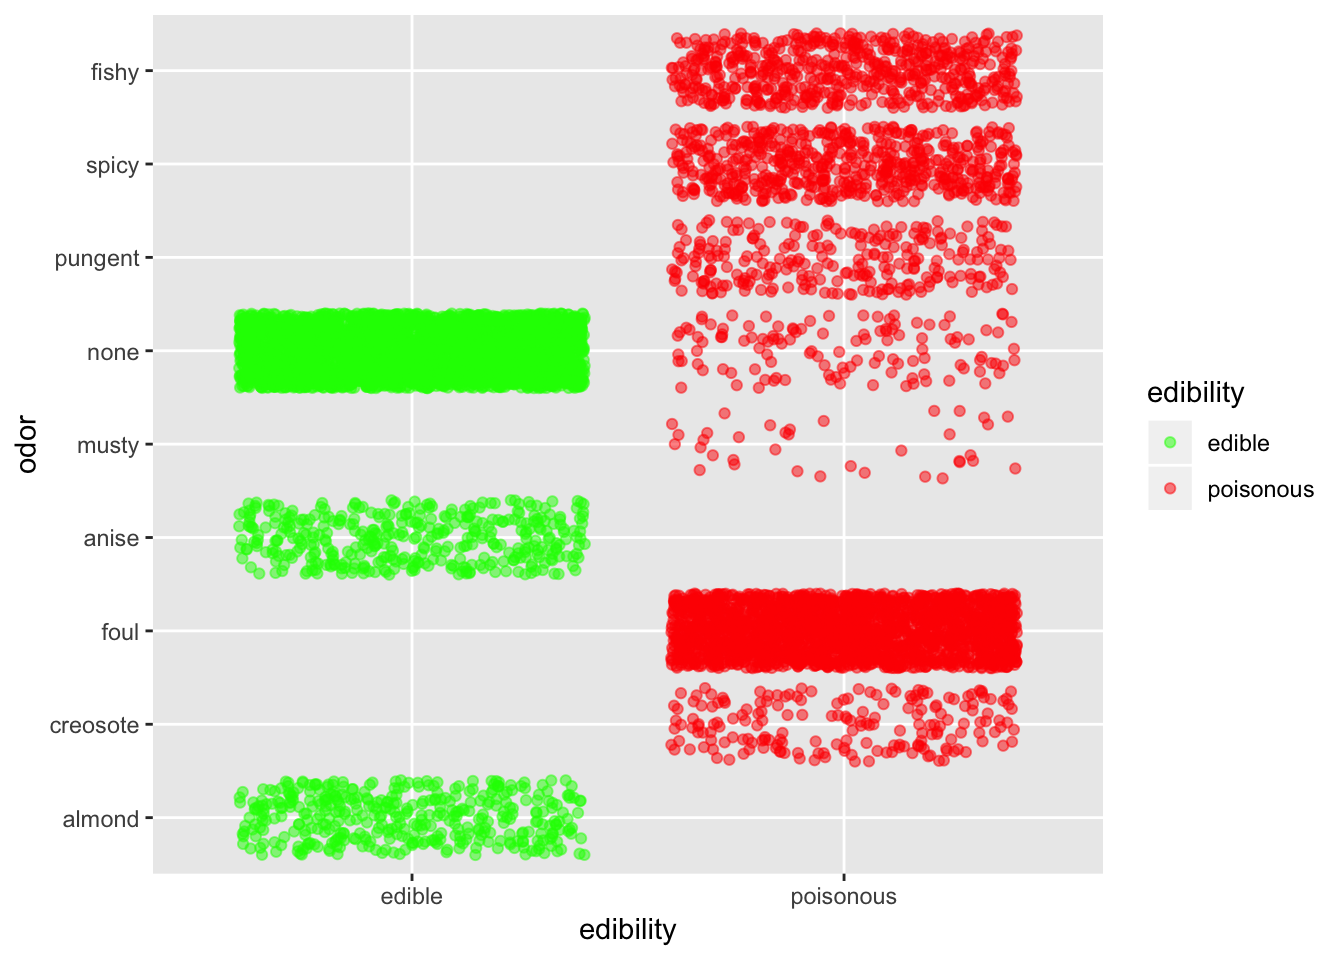 fishy
spicy
pungent
none
musty
anise
foul
creosote
almond
odor
edible
poisonous
edibility
edibility
edible
poisonous